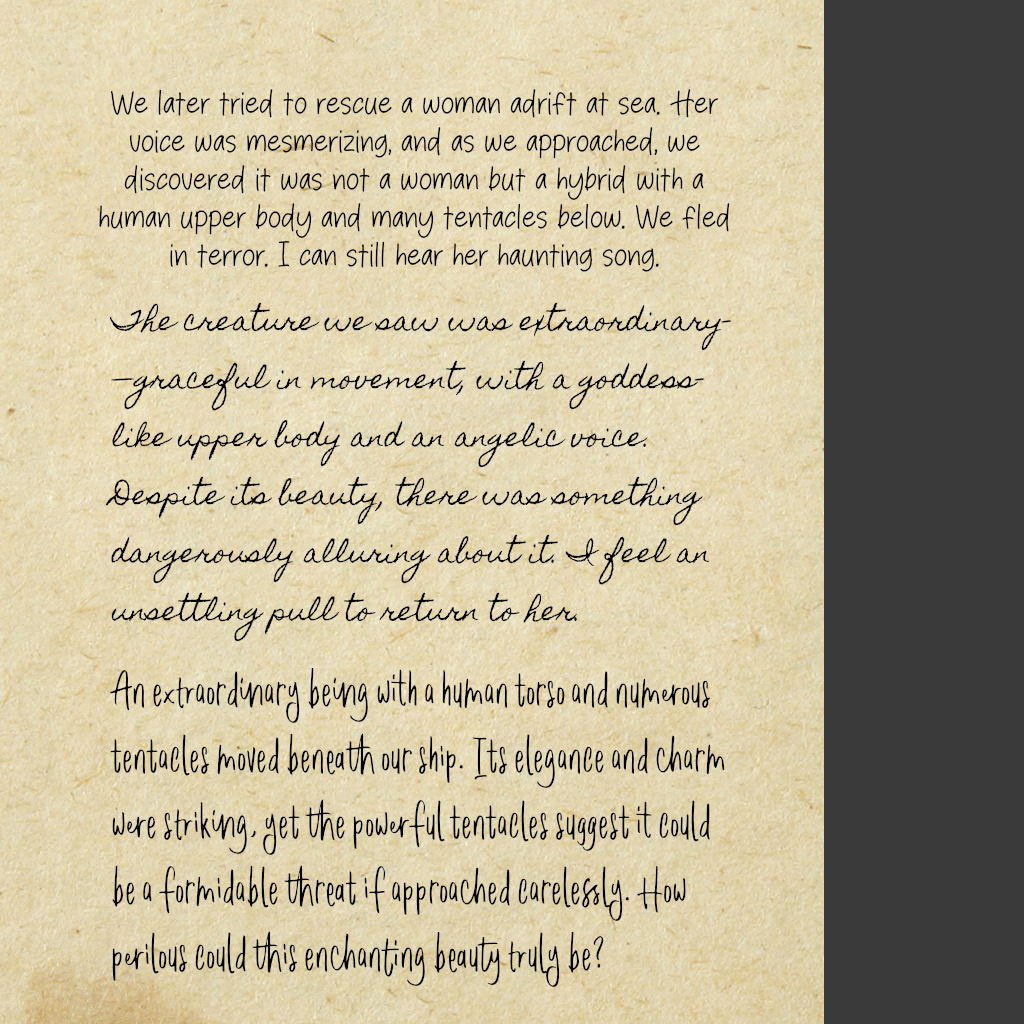 We later tried to rescue a woman adrift at sea. Her
voice was mesmerizing, and as we approached, we
discovered it was not a woman but a hybrid with a
human upper body and many tentacles below. We fled
in terror. I can still hear her haunting song.
The creature we saw was extraordinary-
-graceful in movement, with a goddess-
like upper body and an angelic voice.
Despite its beauty, there was something
dangerously alluring about it. I feel an
unsettling pull to return to her.
An extraordinary being with a human torso and numerous
tentacles moved beneath our ship. Its elegance and charm
were striking, yet the powerful tentacles suggest it could
be a formidable threat if approached carelessly. How
perilous could this enchanting beauty truly be?